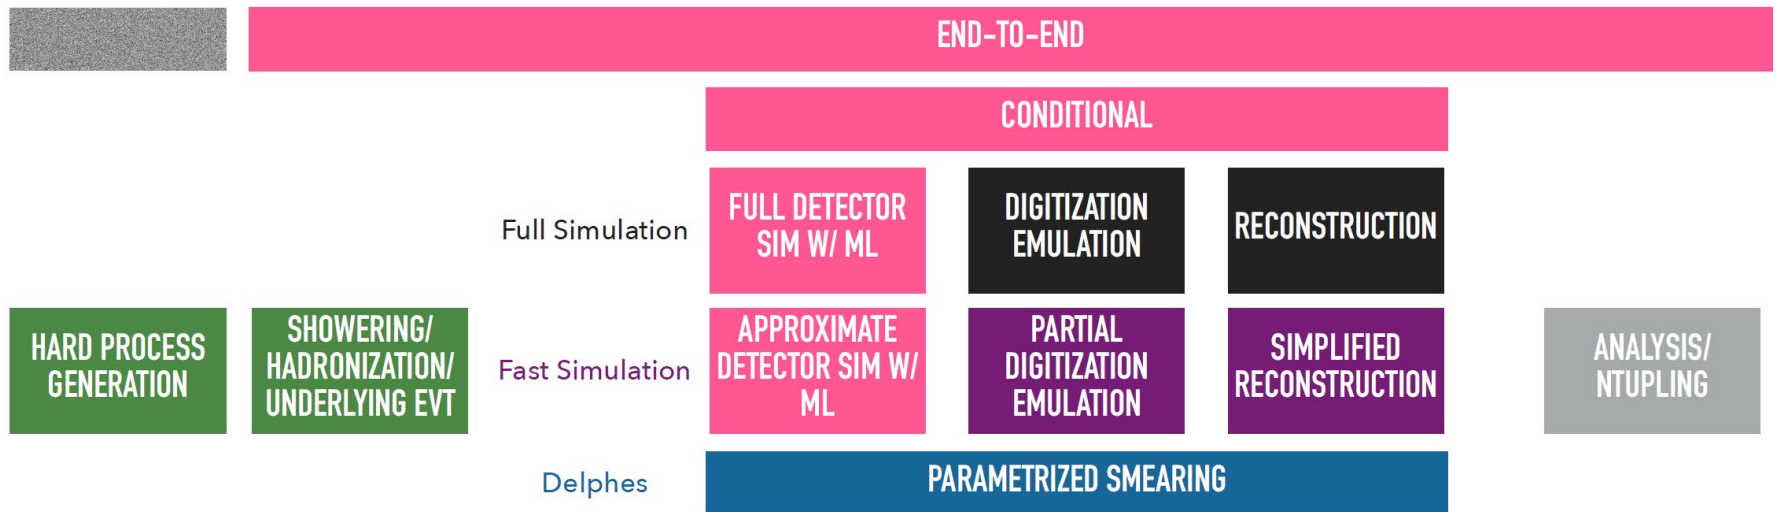 END-TO-END
CONDITIONAL
Full Simulation
FULL DETECTOR
SIM W/ ML
DIGITIZATION
EMULATION
RECONSTRUCTION
HARD PROCESS
GENERATION
SHOWERING/
HADRONIZATION/
UNDERLYING EVT
Fast Simulation
APPROXIMATE
DETECTOR SIM W/
ML
PARTIAL
DIGITIZATION
EMULATION
SIMPLIFIED
RECONSTRUCTION
ANALYSIS/
NTUPLING
Delphes
PARAMETRIZED SMEARING